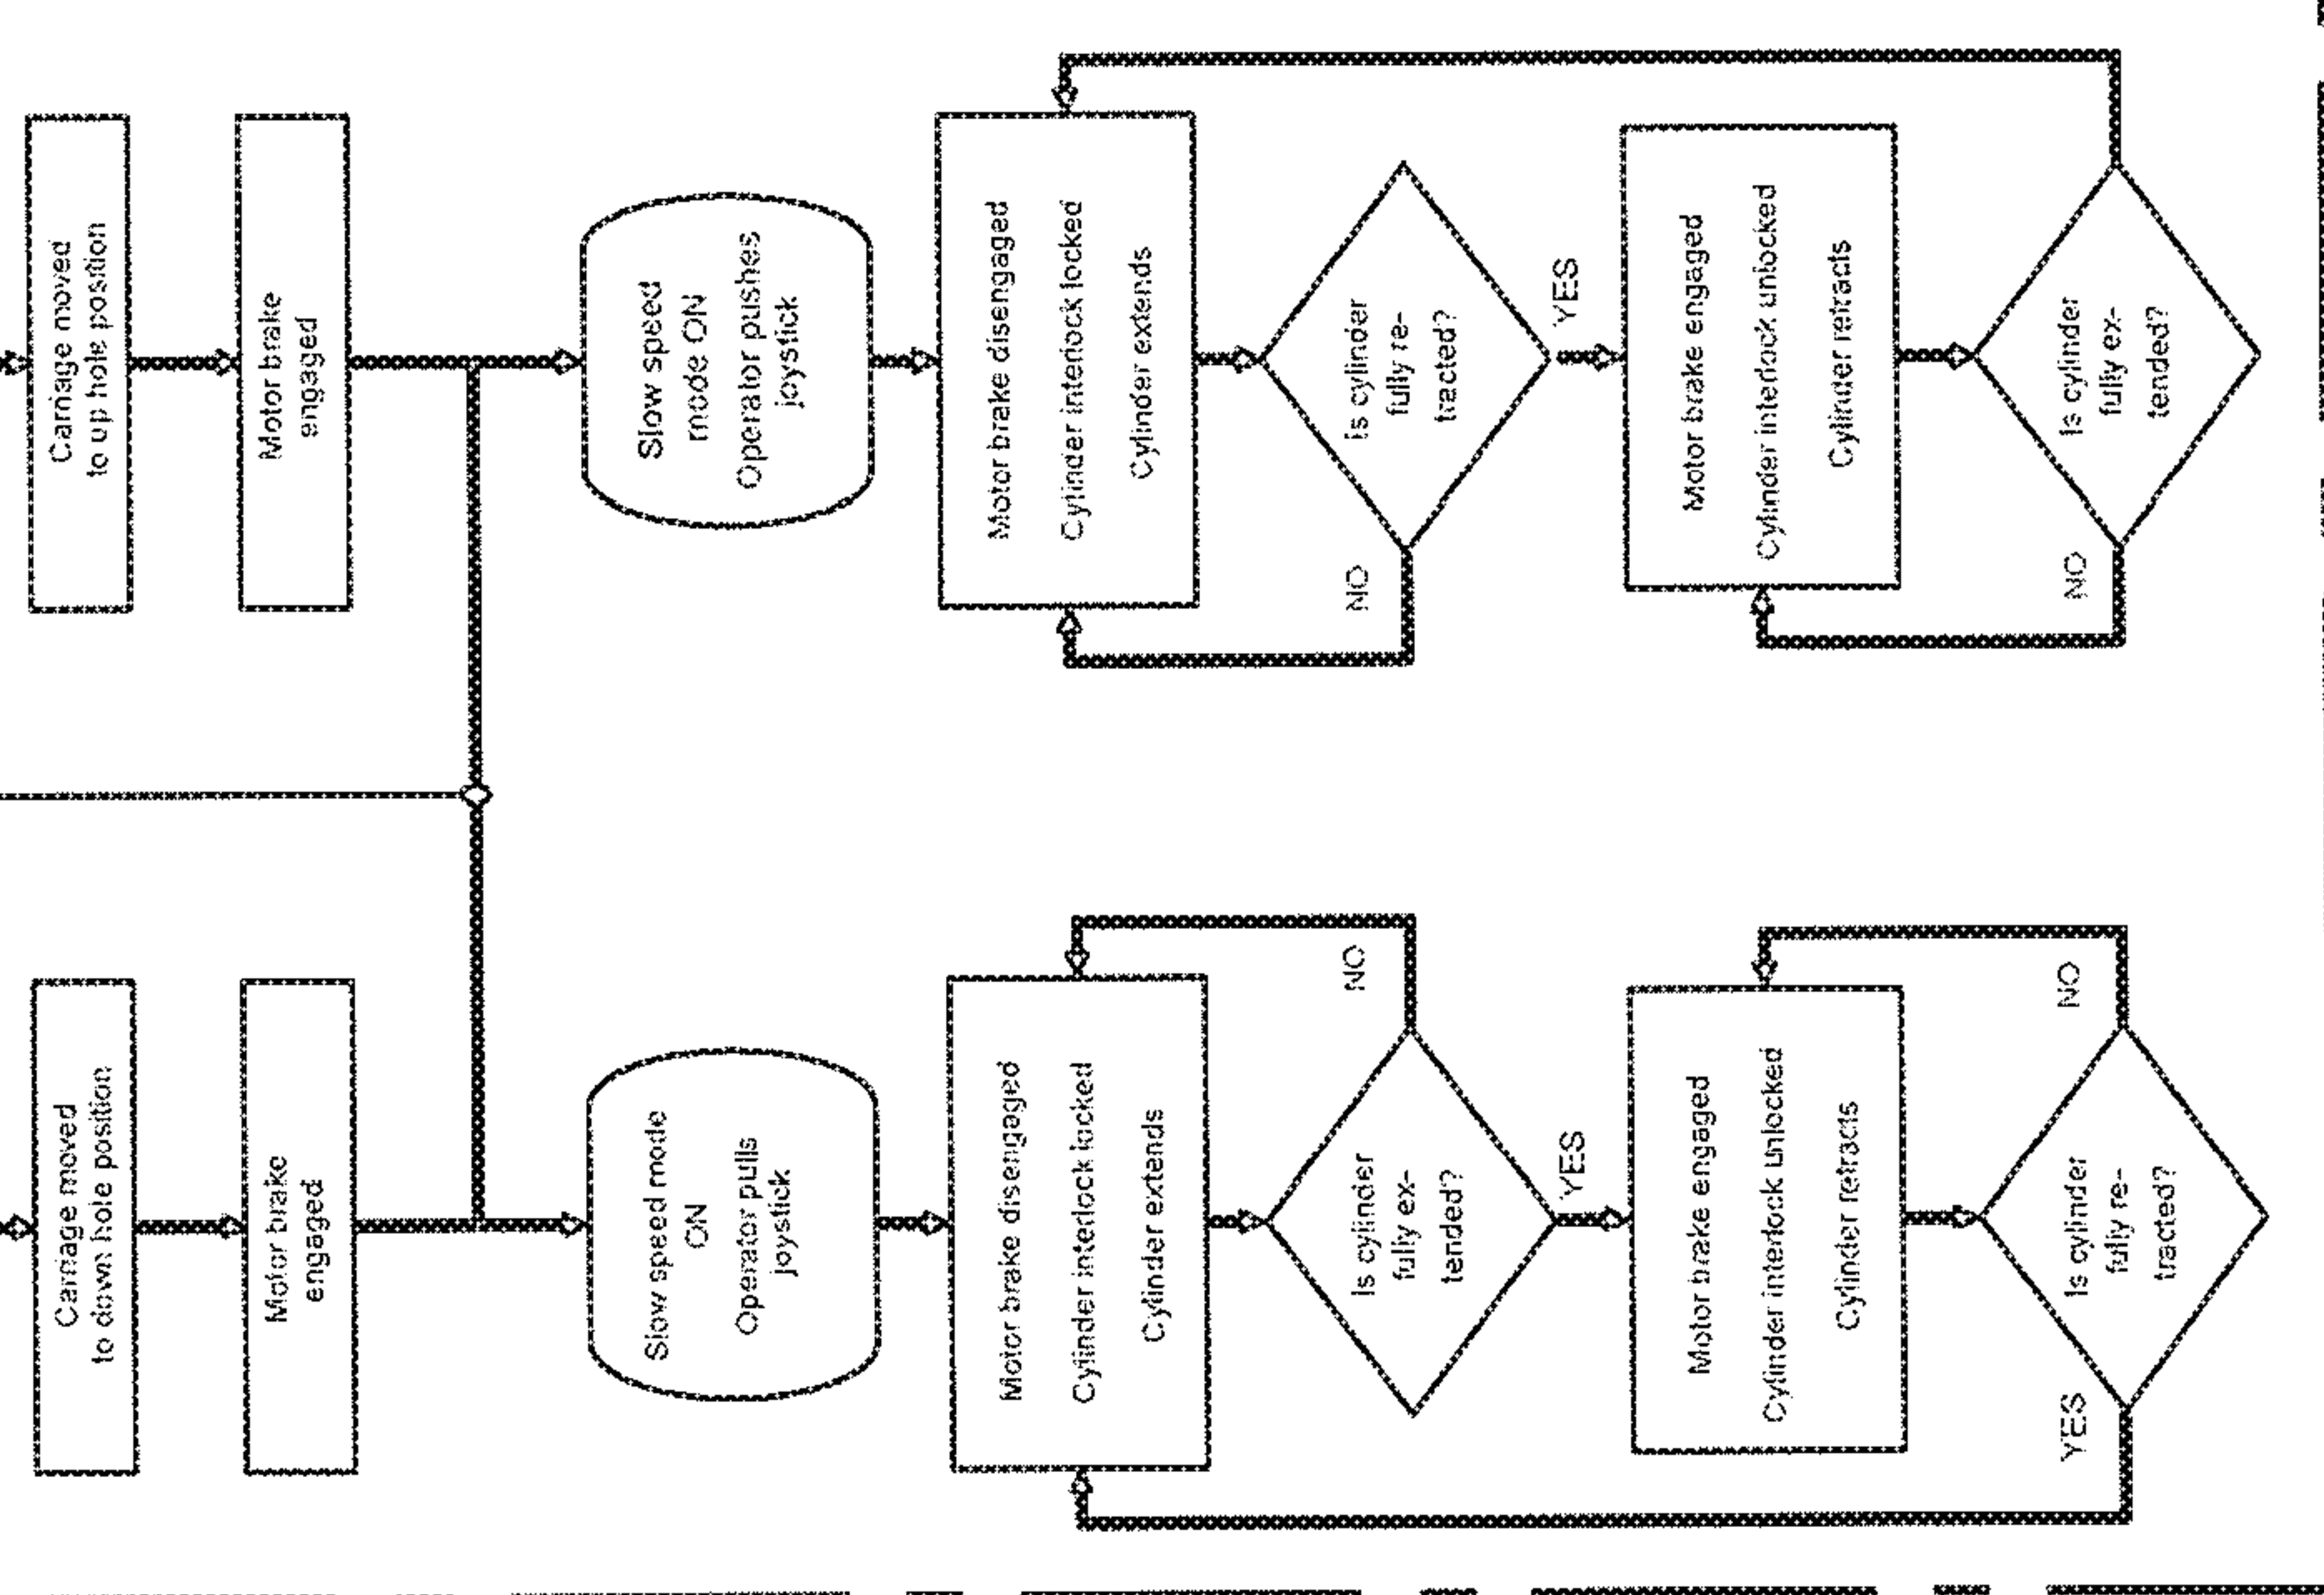 Carriage moved
to down hole position
Motor brake
engaged
Slow speed mode
ON
Operator pulls
joystick
Motor brake disengaged
Cylinder interlock locked
Cylinder extends
Is cylinder
fully ex-
tended?
NO
YES
Motor brake engaged
Cylinder interlock unlocked
Cylinder retracts
Is cylinder
fully re-
tracted?
YES
NO
Carriage moved
to up hole position
Motor brake
engaged
Slow speed
mode ON
Operator pushes
joystick
Motor brake disengaged
Cylinder interlock locked
Cylinder extends
Is cylinder
fully re-
tracted?
NO
YES
Motor brake engaged
Cylinder interlock unlocked
Cylinder retracts
Is cylinder
fully ex-
tended?
NO